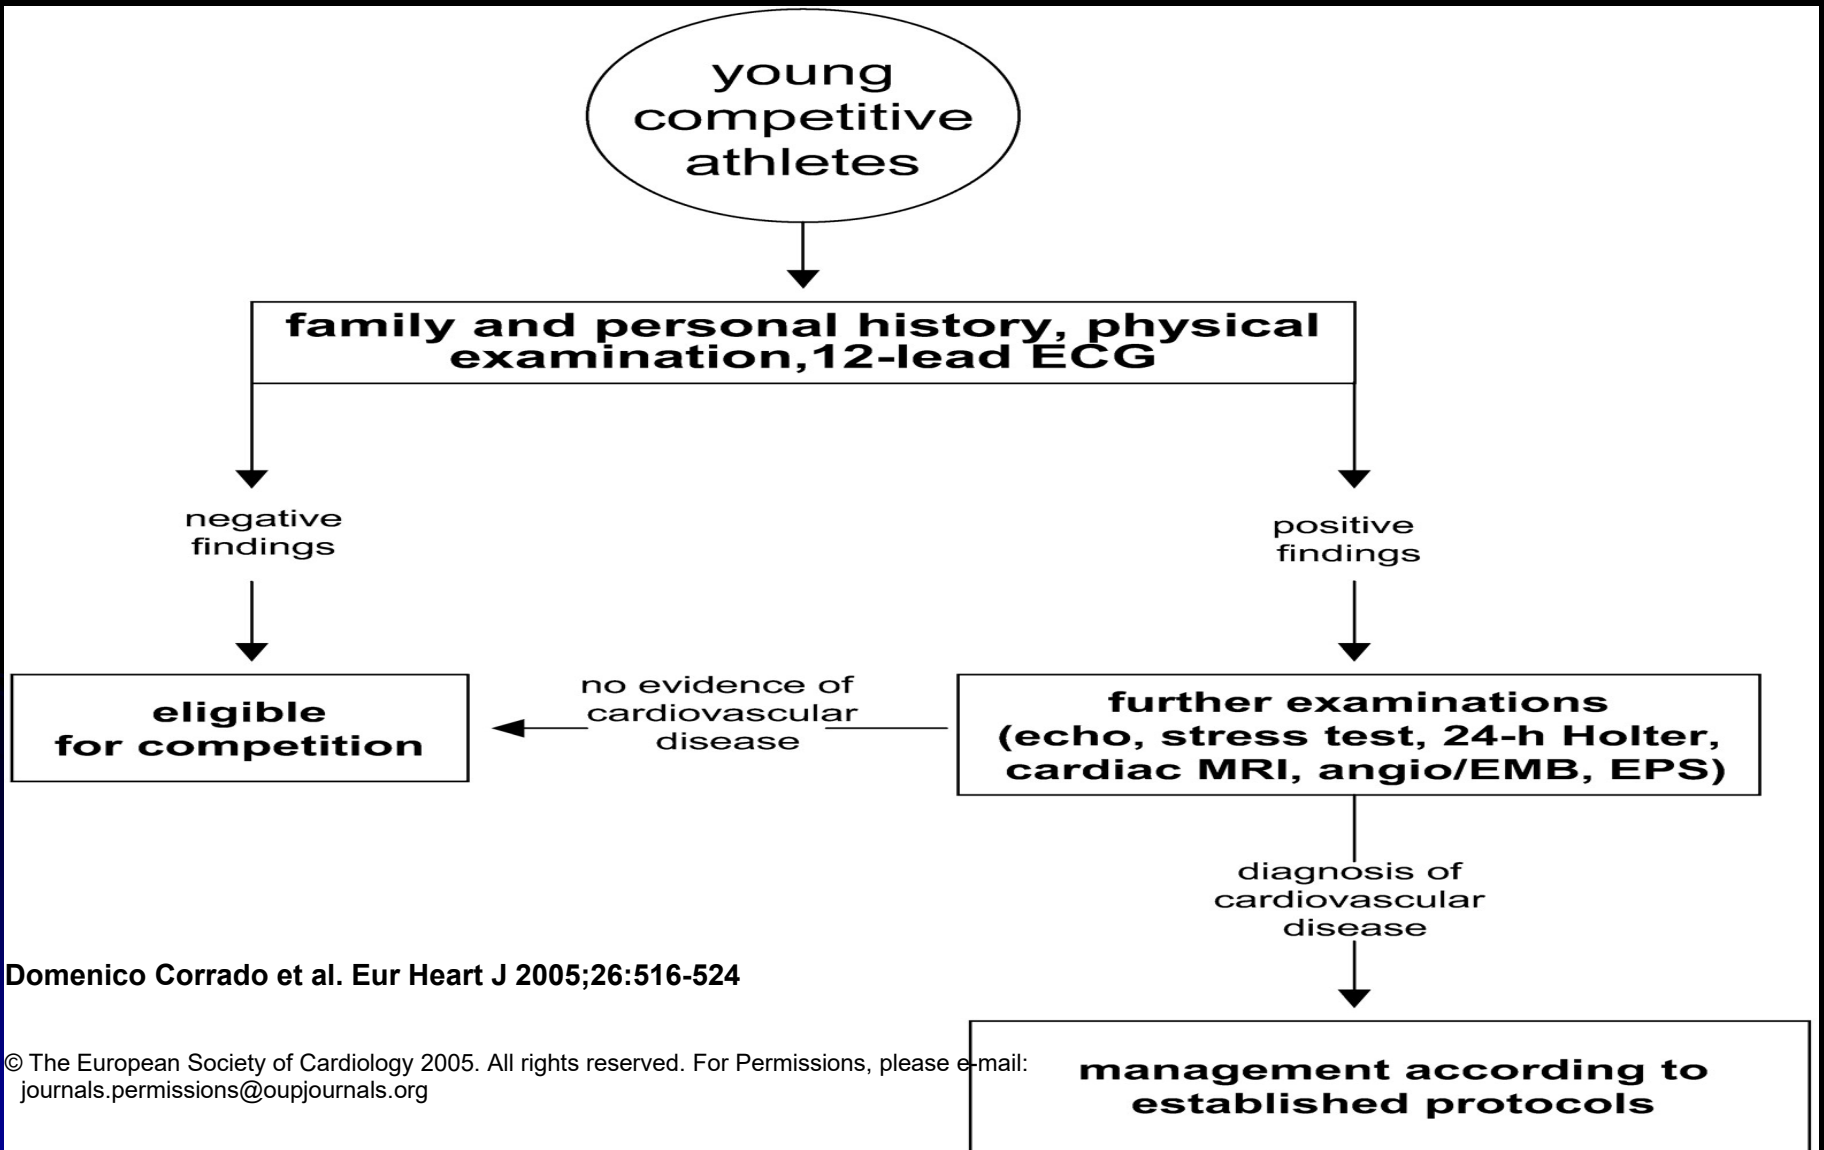 young
competitive
athletes
family and personal history, physical
examination,12-lead ECG
negative
findings
positive
findings
eligible
for competition
no evidence of
cardiovascular
disease
further examinations
(echo, stress test, 24-h Holter,
cardiac MRI, angio/EMB, EPS)
diagnosis of
cardiovascular
disease
management according to
established protocols
Domenico Corrado et al. Eur Heart J 2005;26:516-524
© The European Society of Cardiology 2005. All rights reserved. For Permissions, please e-mail:
journals.permissions@oupjournals.org